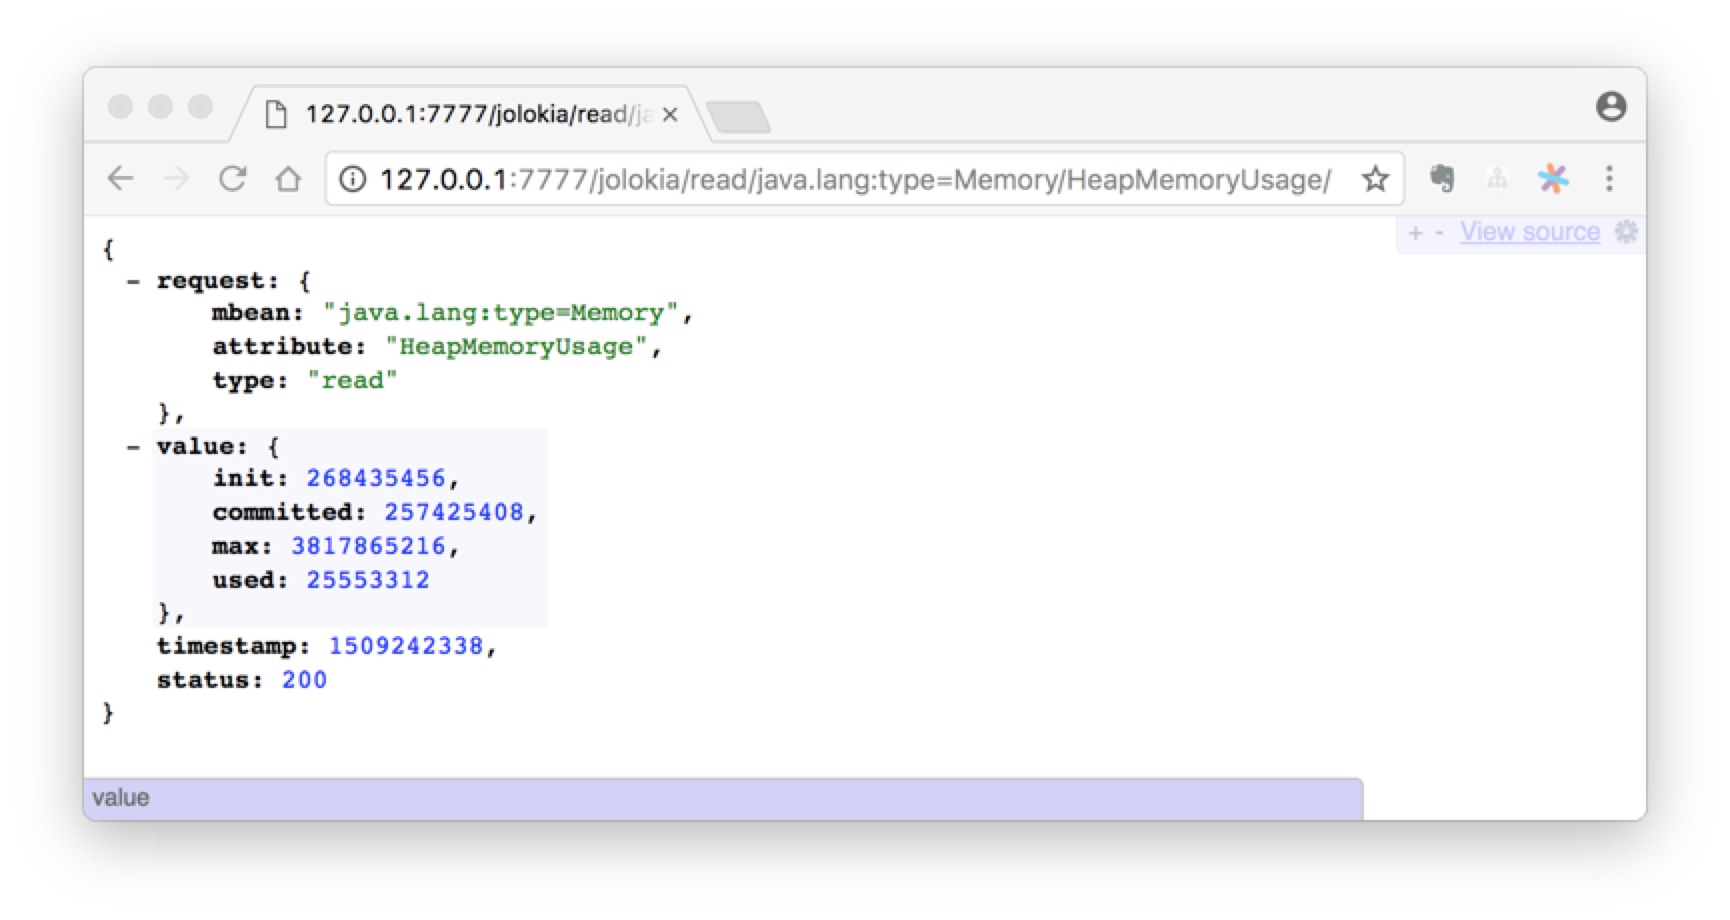 127.0.0.1:7777/jolokia/read/ja
127.0.0.1:7777/jolokia/read/java.lang:type=Memory/HeapMemoryUsage/
+ - View source
{
- request: {
mbean: "java.lang:type=Memory",
attribute: "HeapMemoryUsage",
type: "read"
},
- value: {
init: 268435456,
committed: 257425408,
max: 3817865216,
used: 25553312
},
timestamp: 1509242338,
status: 200
}
value